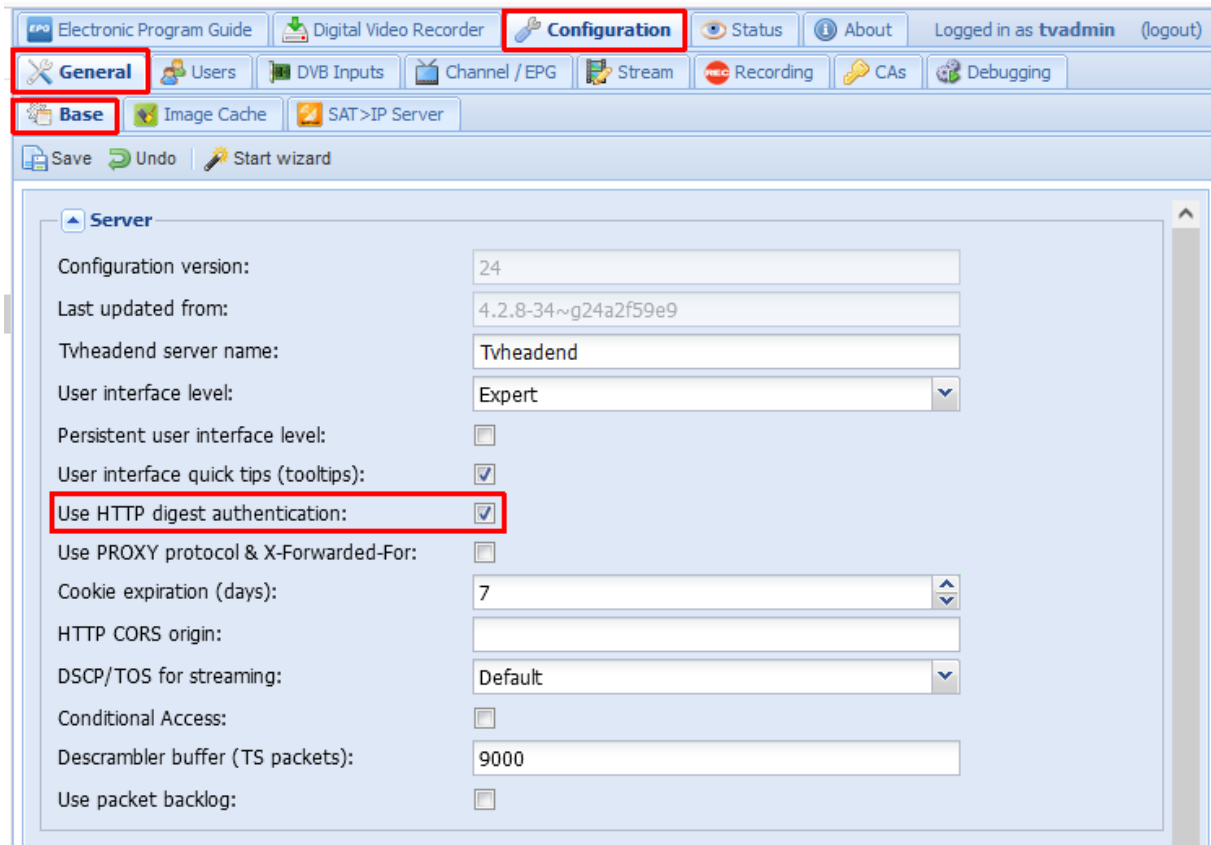 EPG Electronic Program Guide Digital Video Recorder Configuration Status About Logged in as tvadmin (logout)
General Users DVB Inputs Channel / EPG Stream REC Recording CAs Debugging
Base Image Cache SAT>IP Server
Save Undo Start wizard
Server
Configuration version: 24
Last updated from: 4.2.8-34~g24a2f59e9
Tvheadend server name: Tvheadend
User interface level: Expert
Persistent user interface level:
User interface quick tips (tooltips):
Use HTTP digest authentication:
Use PROXY protocol & X-Forwarded-For:
Cookie expiration (days): 7
HTTP CORS origin:
DSCP/TOS for streaming: Default
Conditional Access:
Descrambler buffer (TS packets): 9000
Use packet backlog: